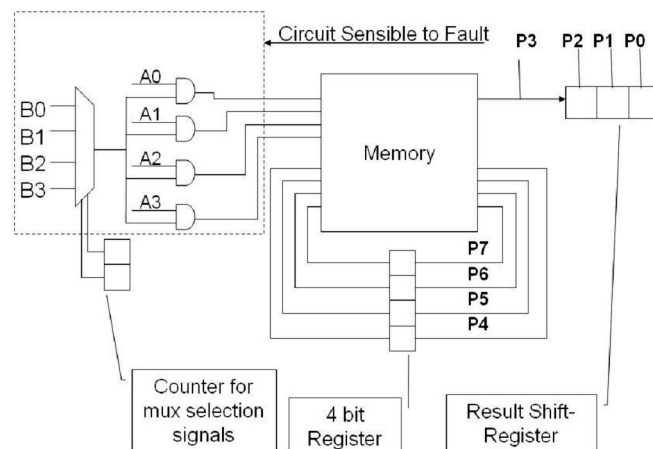 Circuit Sensible to Fault
P3
P2
P1
P0
A0
B0
A1
B1
B2
A2
B3
A3
Memory
P7
P6
P5
P4
Counter for
mux selection
signals
4 bit
Register
Result Shift-
Register